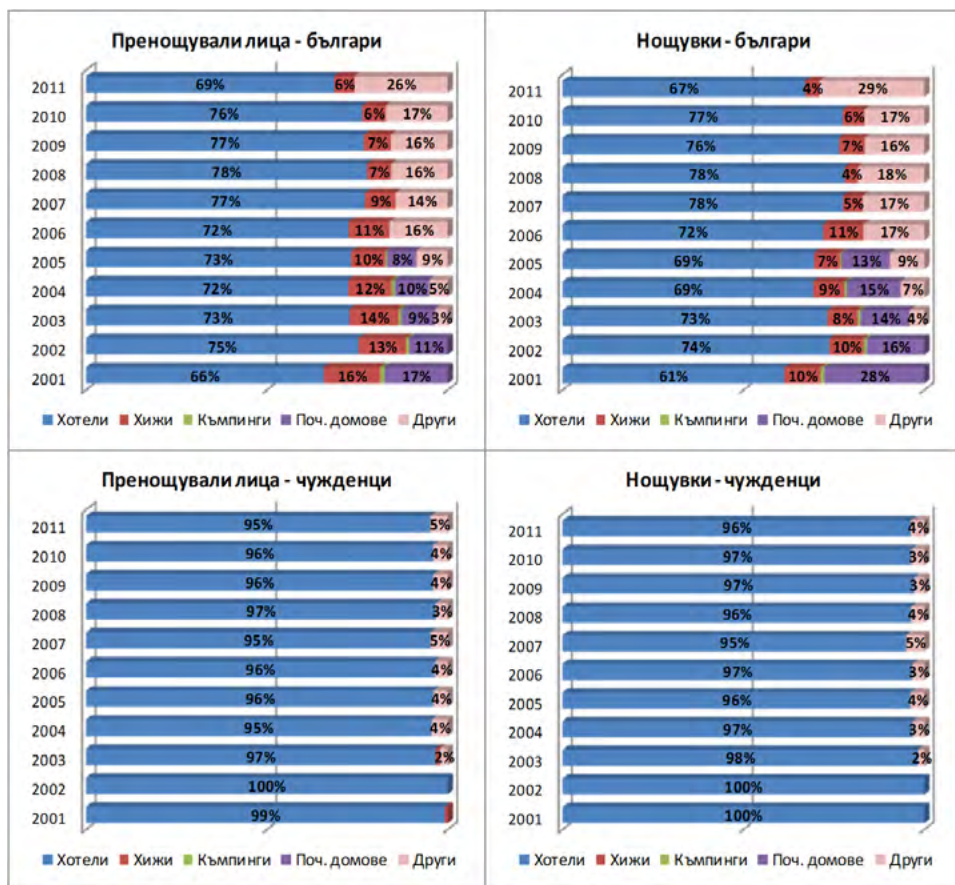 Пренощували лица - българи
2011 69% 6% 26%
2010 76% 6% 17%
2009 77% 7% 16%
2008 78% 7% 16%
2007 77% 9% 14%
2006 72% 11% 16%
2005 73% 10% 8% 9%
2004 72% 12% 10% 5%
2003 73% 14% 9% 3%
2002 75% 13% 11%
2001 66% 16% 17%
Хотели Хижи Къмпинги Поч. домове Други
Нощувки - българи
2011 67% 4% 29%
2010 77% 6% 17%
2009 76% 7% 16%
2008 78% 4% 18%
2007 78% 5% 17%
2006 72% 11% 17%
2005 69% 7% 13% 9%
2004 69% 9% 15% 7%
2003 73% 8% 14% 4%
2002 74% 10% 16%
2001 61% 10% 28%
Хотели Хижи Къмпинги Поч. домове Други
Пренощували лица - чужденци
2011 95% 5%
2010 96% 4%
2009 96% 4%
2008 97% 3%
2007 95% 5%
2006 96% 4%
2005 96% 4%
2004 95% 4%
2003 97% 2%
2002 100%
2001 99%
Хотели Хижи Къмпинги Поч. домове Други
Нощувки - чужденци
2011 96% 4%
2010 97% 3%
2009 97% 3%
2008 96% 4%
2007 95% 5%
2006 97% 3%
2005 96% 4%
2004 97% 3%
2003 98% 2%
2002 100%
2001 100%
Хотели Хижи Къмпинги Поч. домове Други